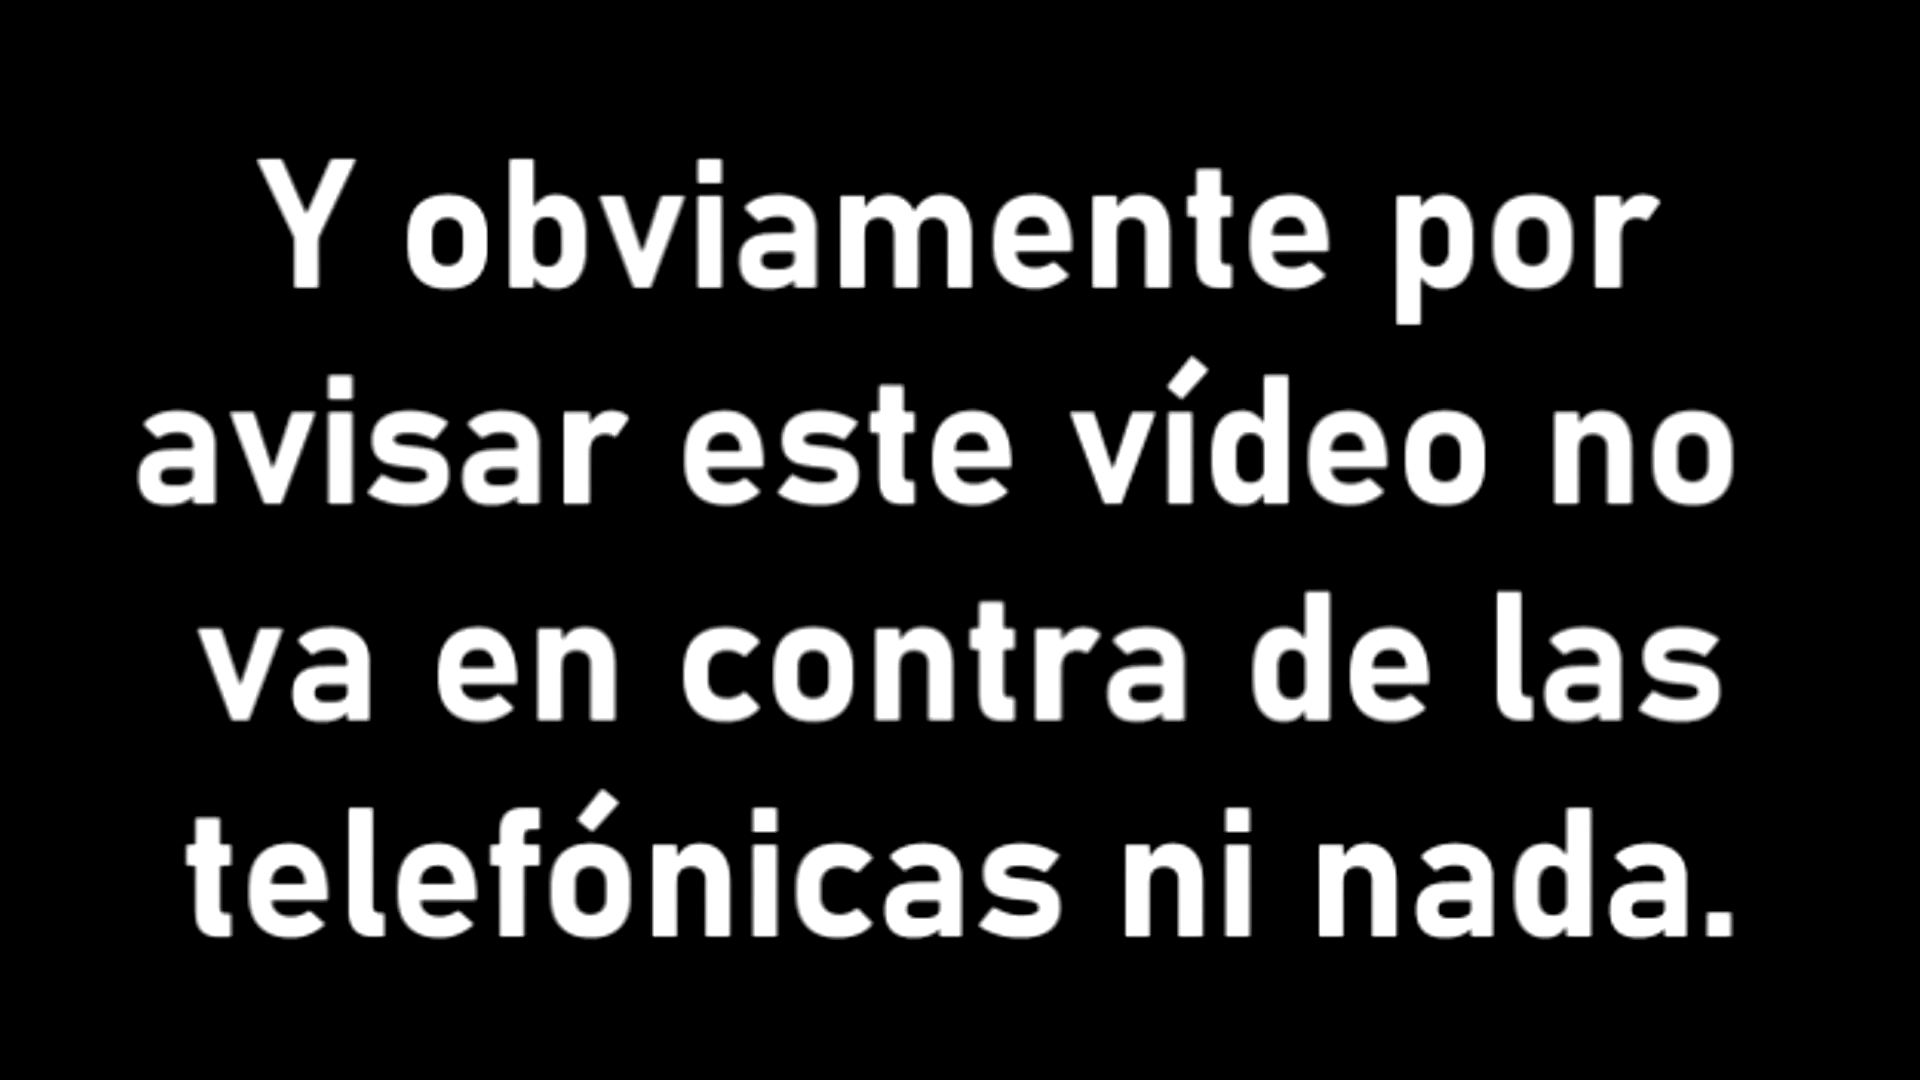 Y obviamente por
avisar este vídeo no
va en contra de las
telefónicas ni nada.